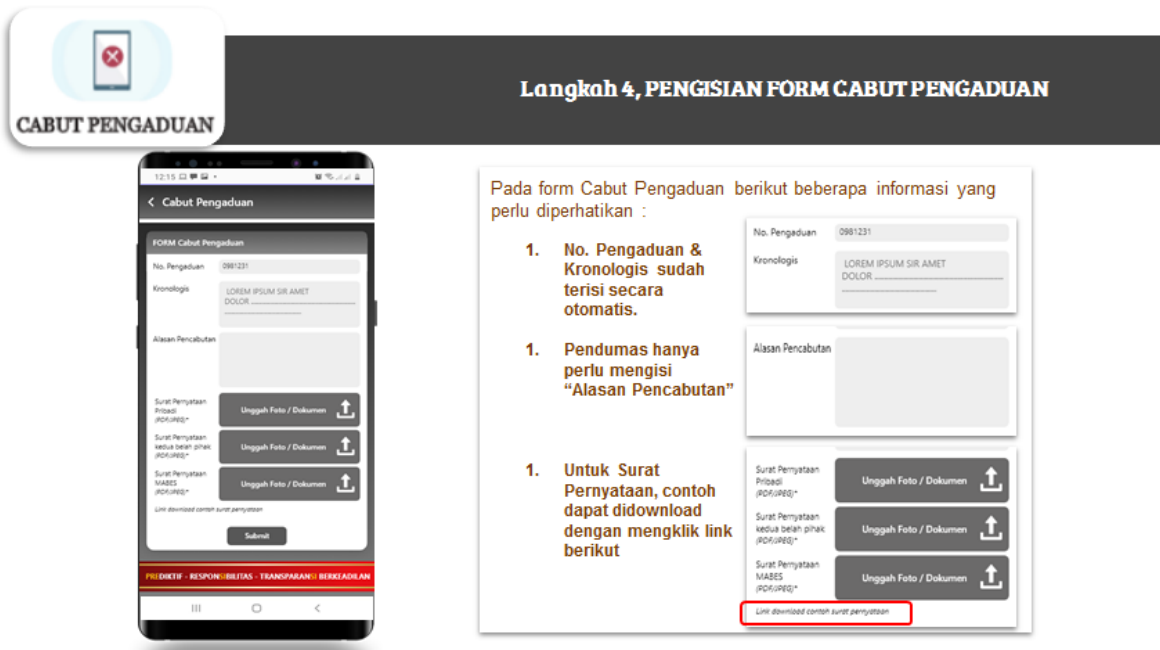 CABUT PENGADUAN
Langkah 4, PENGISIAN FORM CABUT PENGADUAN
12:15
Cabut Pengaduan
FORM Cabut Pengaduan
No. Pengaduan
0981231
Kronologis
LOREM IPSUM SIR AMET
DOLOR
Alasan Pencabutan
Surat Pernyataan
Pribadi
(PDF/JPEG)*
Unggah Foto / Dokumen
Surat Pernyataan
kedua belah pihak
(PDF/JPEG)*
Unggah Foto / Dokumen
Surat Pernyataan
MABES
(PDF/JPEG)*
Unggah Foto / Dokumen
Link download contoh surat pernyataan
Submit
PREDIKTIF - RESPONSIBILITAS - TRANSPARANSI BERKEADILAN
Pada form Cabut Pengaduan berikut beberapa informasi yang
perlu diperhatikan :
1. No. Pengaduan &
Kronologis sudah
terisi secara
otomatis.
No. Pengaduan
0981231
Kronologis
LOREM IPSUM SIR AMET
DOLOR
1. Pendumas hanya
perlu mengisi
“Alasan Pencabutan”
Alasan Pencabutan
1. Untuk Surat
Pernyataan, contoh
dapat didownload
dengan mengklik link
berikut
Surat Pernyataan
Pribadi
(PDF/JPEG)*
Unggah Foto / Dokumen
Surat Pernyataan
kedua belah pihak
(PDF/JPEG)*
Unggah Foto / Dokumen
Surat Pernyataan
MABES
(PDF/JPEG)*
Unggah Foto / Dokumen
Link download contoh surat pernyataan